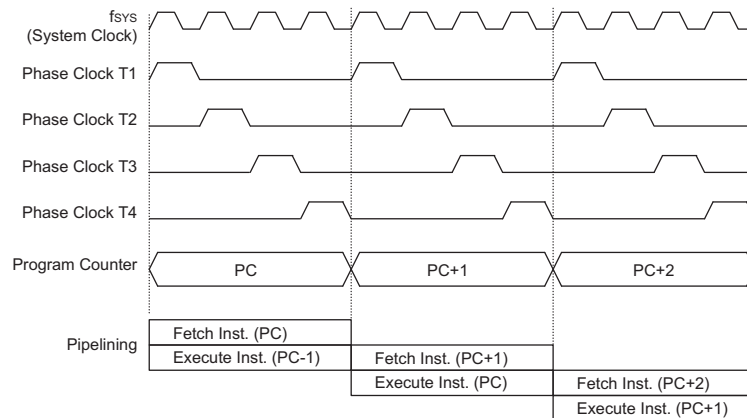 fSYS
(System Clock)
Phase Clock T1
Phase Clock T2
Phase Clock T3
Phase Clock T4
Program Counter
PC
PC+1
PC+2
Pipelining
Fetch Inst. (PC)
Execute Inst. (PC-1)
Fetch Inst. (PC+1)
Execute Inst. (PC)
Fetch Inst. (PC+2)
Execute Inst. (PC+1)